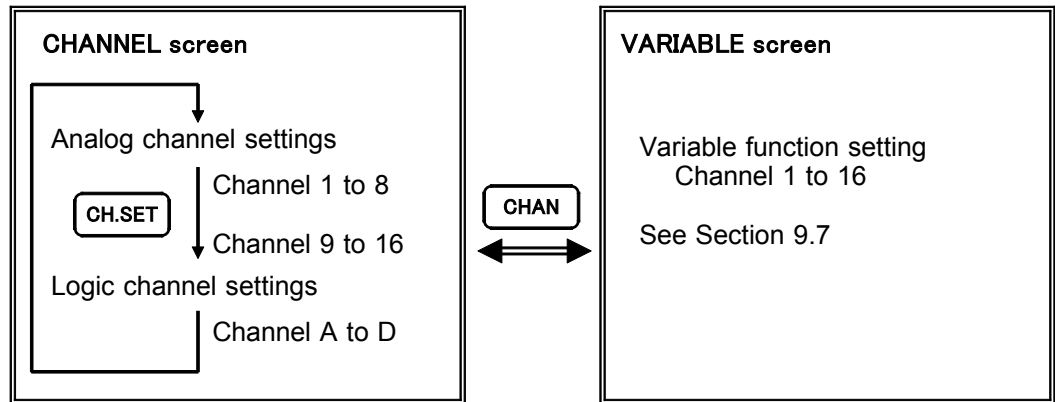 CHANNEL screen
Analog channel settings
Channel 1 to 8
CH.SET
Channel 9 to 16
Logic channel settings
Channel A to D
CHAN
VARIABLE screen
Variable function setting
Channel 1 to 16
See Section 9.7